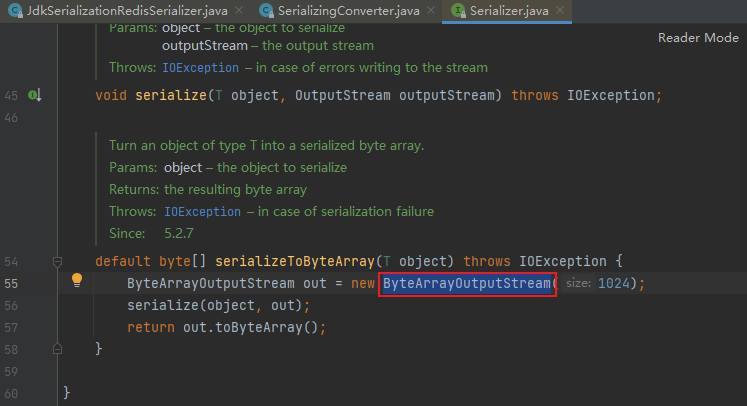 JdkSerializationRedisSerializer.java × SerializingConverter.java × Serializer.java ×
Reader Mode
Params: object – the object to serialize
outputStream – the output stream
Throws: IOException – in case of errors writing to the stream
45 void serialize(T object, OutputStream outputStream) throws IOException;
46
Turn an object of type T into a serialized byte array.
Params: object – the object to serialize
Returns: the resulting byte array
Throws: IOException – in case of serialization failure
Since: 5.2.7
54 default byte[] serializeToByteArray(T object) throws IOException {
55 ByteArrayOutputStream out = new ByteArrayOutputStream( size: 1024);
56 serialize(object, out);
57 return out.toByteArray();
58 }
59
60 }